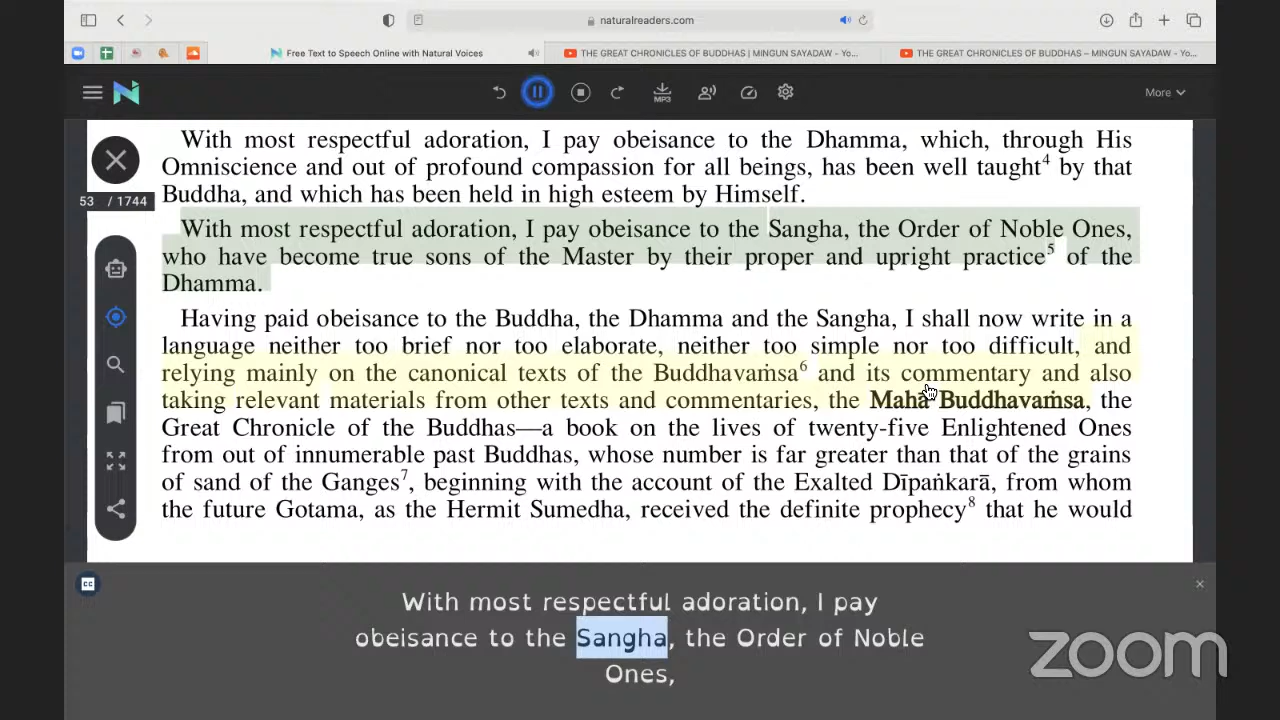 naturalreaders.com
Free Text to Speech Online with Natural Voices
THE GREAT CHRONICLES OF BUDDHAS | MINGUN SAYADAW - Yo...
THE GREAT CHRONICLES OF BUDDHAS – MINGUN SAYADAW - Yo...
MP3
More
With most respectful adoration, I pay obeisance to the Dhamma, which, through His
Omniscience and out of profound compassion for all beings, has been well taught⁴ by that
Buddha, and which has been held in high esteem by Himself.
53 / 1744
With most respectful adoration, I pay obeisance to the Sangha, the Order of Noble Ones,
who have become true sons of the Master by their proper and upright practice⁵ of the
Dhamma.
Having paid obeisance to the Buddha, the Dhamma and the Sangha, I shall now write in a
language neither too brief nor too elaborate, neither too simple nor too difficult, and
relying mainly on the canonical texts of the Buddhavaṁsa⁶ and its commentary and also
taking relevant materials from other texts and commentaries, the Mahā Buddhavaṁsa, the
Great Chronicle of the Buddhas—a book on the lives of twenty-five Enlightened Ones
from out of innumerable past Buddhas, whose number is far greater than that of the grains
of sand of the Ganges⁷, beginning with the account of the Exalted Dīpaṅkarā, from whom
the future Gotama, as the Hermit Sumedha, received the definite prophecy⁸ that he would
CC
With most respectful adoration, I pay
obeisance to the Sangha, the Order of Noble
Ones,
zoom